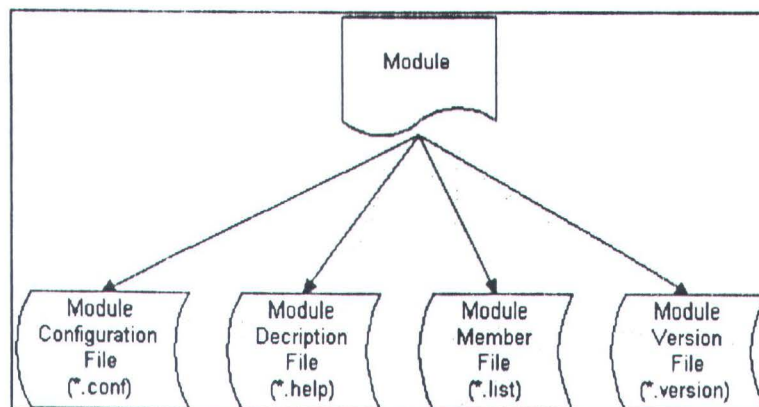 Module
Module
Configuration
File
(*.conf)
Module
Decription
File
(*.help)
Module
Member
File
(*.list)
Module
Version
File
(*.version)